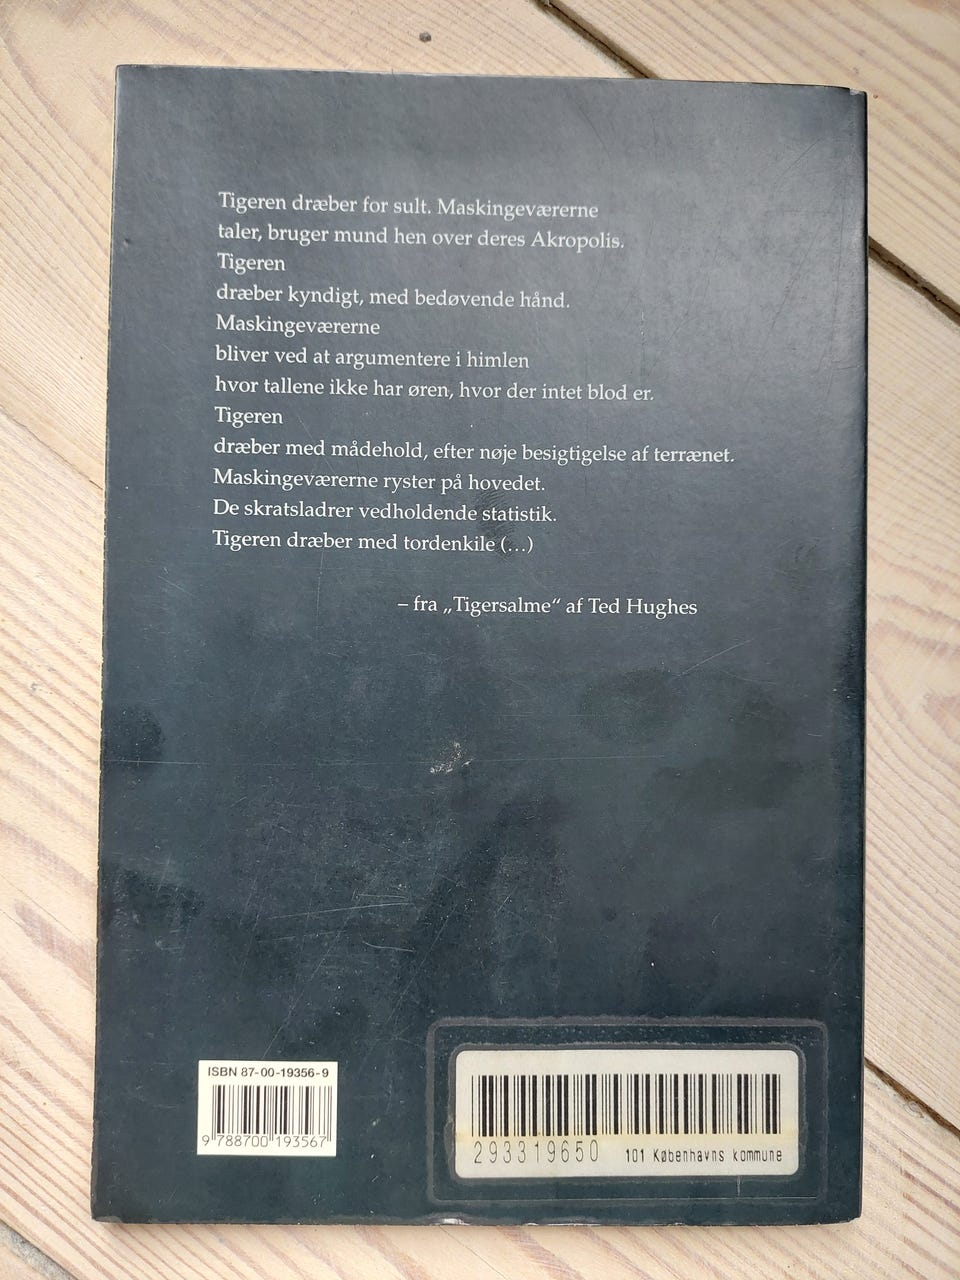 Tigeren dræber for sult. Maskingeværerne
taler, bruger mund hen over deres Akropolis.
Tigeren
dræber kyndigt, med bedøvende hånd.
Maskingeværerne
bliver ved at argumentere i himlen
hvor tallene ikke har øren, hvor der intet blod er.
Tigeren
dræber med mådehold, efter nøje besigtigelse af terrænet.
Maskingeværerne ryster på hovedet.
De skratsladrer vedholdende statistik.
Tigeren dræber med tordenkile (…)
– fra „Tigersalme“ af Ted Hughes
ISBN 87-00-19356-9
9 788700 193567
293319650 101 Københavns kommune